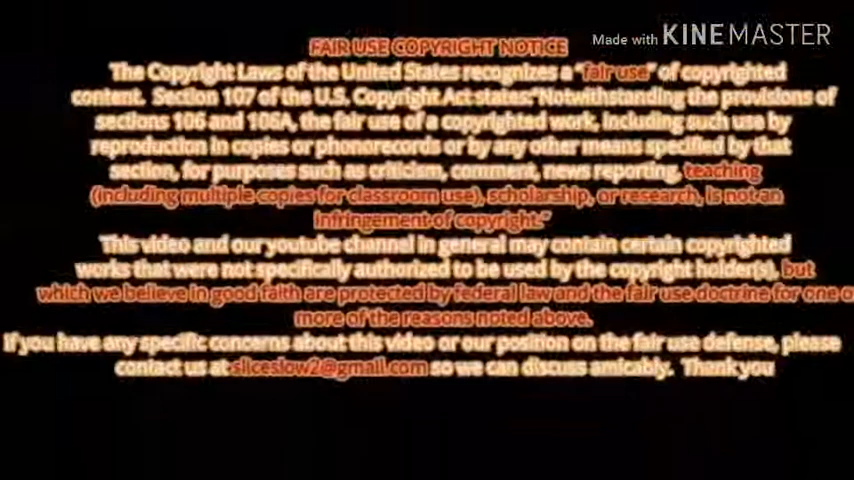 FAIR USE COPYRIGHT NOTICE
Made with KINEMASTER
The Copyright Laws of the United States recognizes a "fair use" of copyrighted
content. Section 107 of the U.S. Copyright Act states:"Notwithstanding the provisions of
sections 106 and 106A, the fair use of a copyrighted work, including such use by
reproduction in copies or phonorecords or by any other means specified by that
section, for purposes such as criticism, comment, news reporting, teaching
(including multiple copies for classroom use), scholarship, or research, is not an
infringement of copyright."
This video and our youtube channel in general may contain certain copyrighted
works that were not specifically authorized to be used by the copyright holder(s), but
which we believe in good faith are protected by federal law and the fair use doctrine for one o
more of the reasons noted above.
If you have any specific concerns about this video or our position on the fair use defense, please
contact us at sliceslow2@gmail.com so we can discuss amicably. Thank you